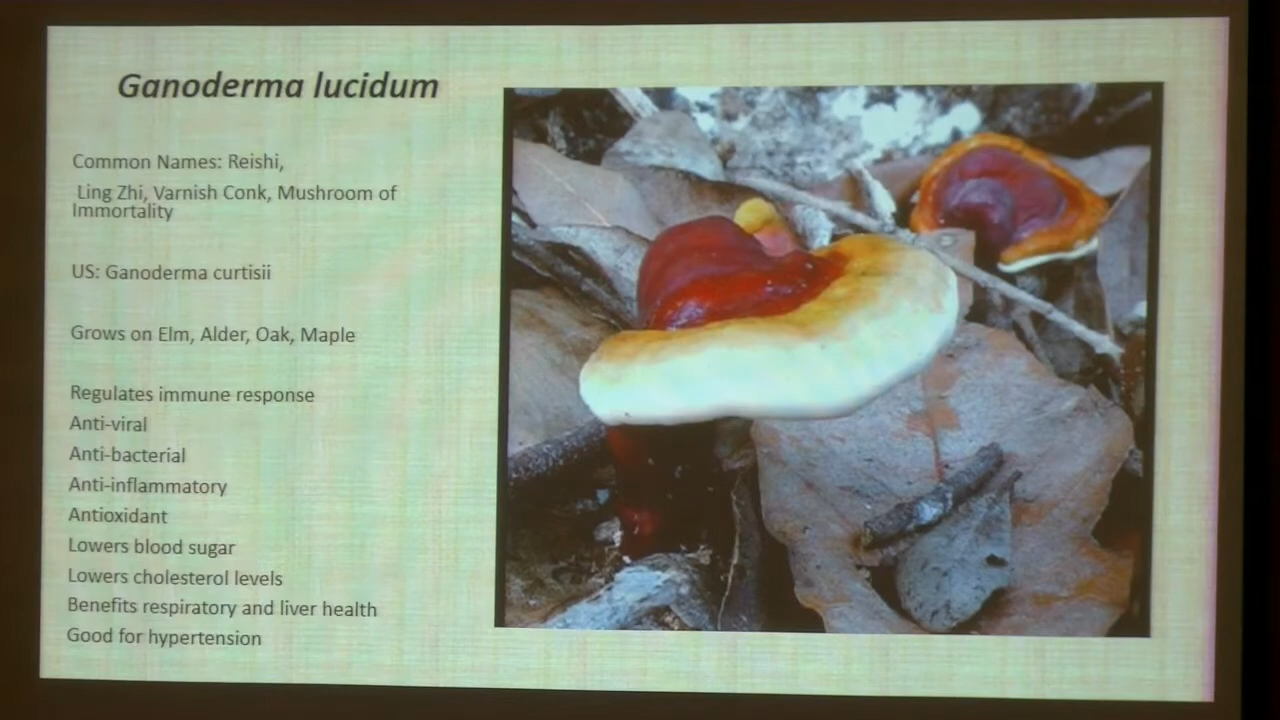 Ganoderma lucidum
Common Names: Reishi,
Ling Zhi, Varnish Conk, Mushroom of
Immortality
US: Ganoderma curtisii
Grows on Elm, Alder, Oak, Maple
Regulates immune response
Anti-viral
Anti-bacterial
Anti-inflammatory
Antioxidant
Lowers blood sugar
Lowers cholesterol levels
Benefits respiratory and liver health
Good for hypertension